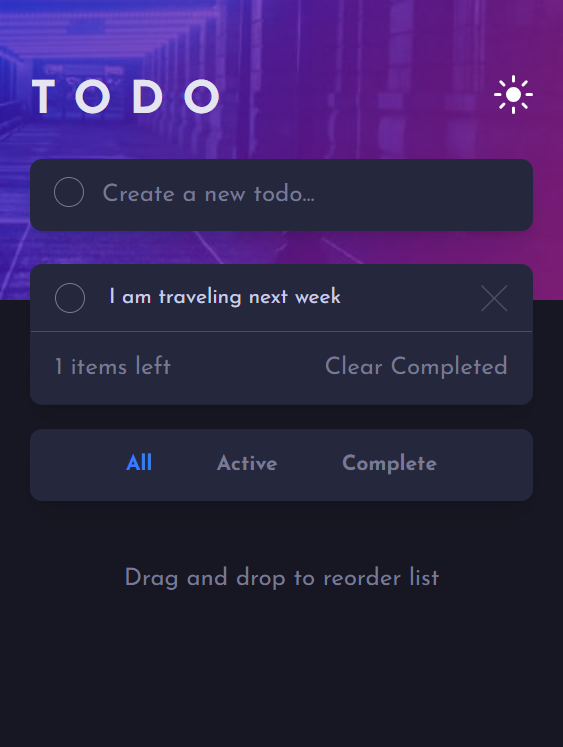 TODO
Create a new todo...
I am traveling next week
1 items left Clear Completed
All Active Complete
Drag and drop to reorder list